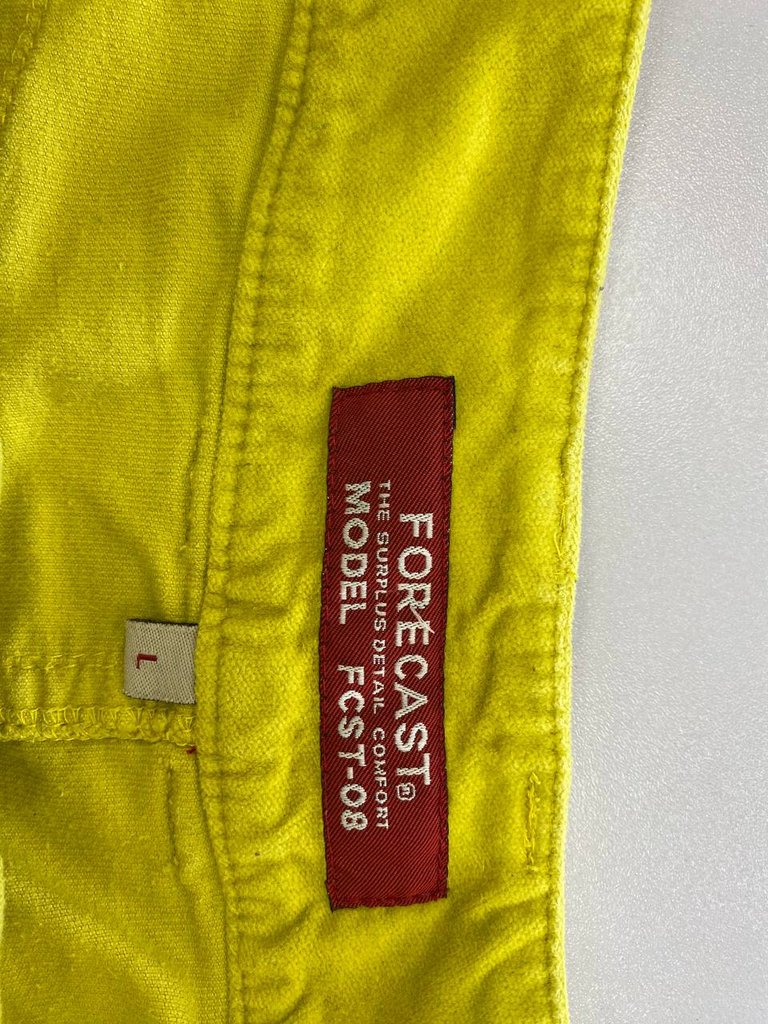 FORECAST®
THE SURPLUS DETAIL COMFORT
MODEL FCST-08
L